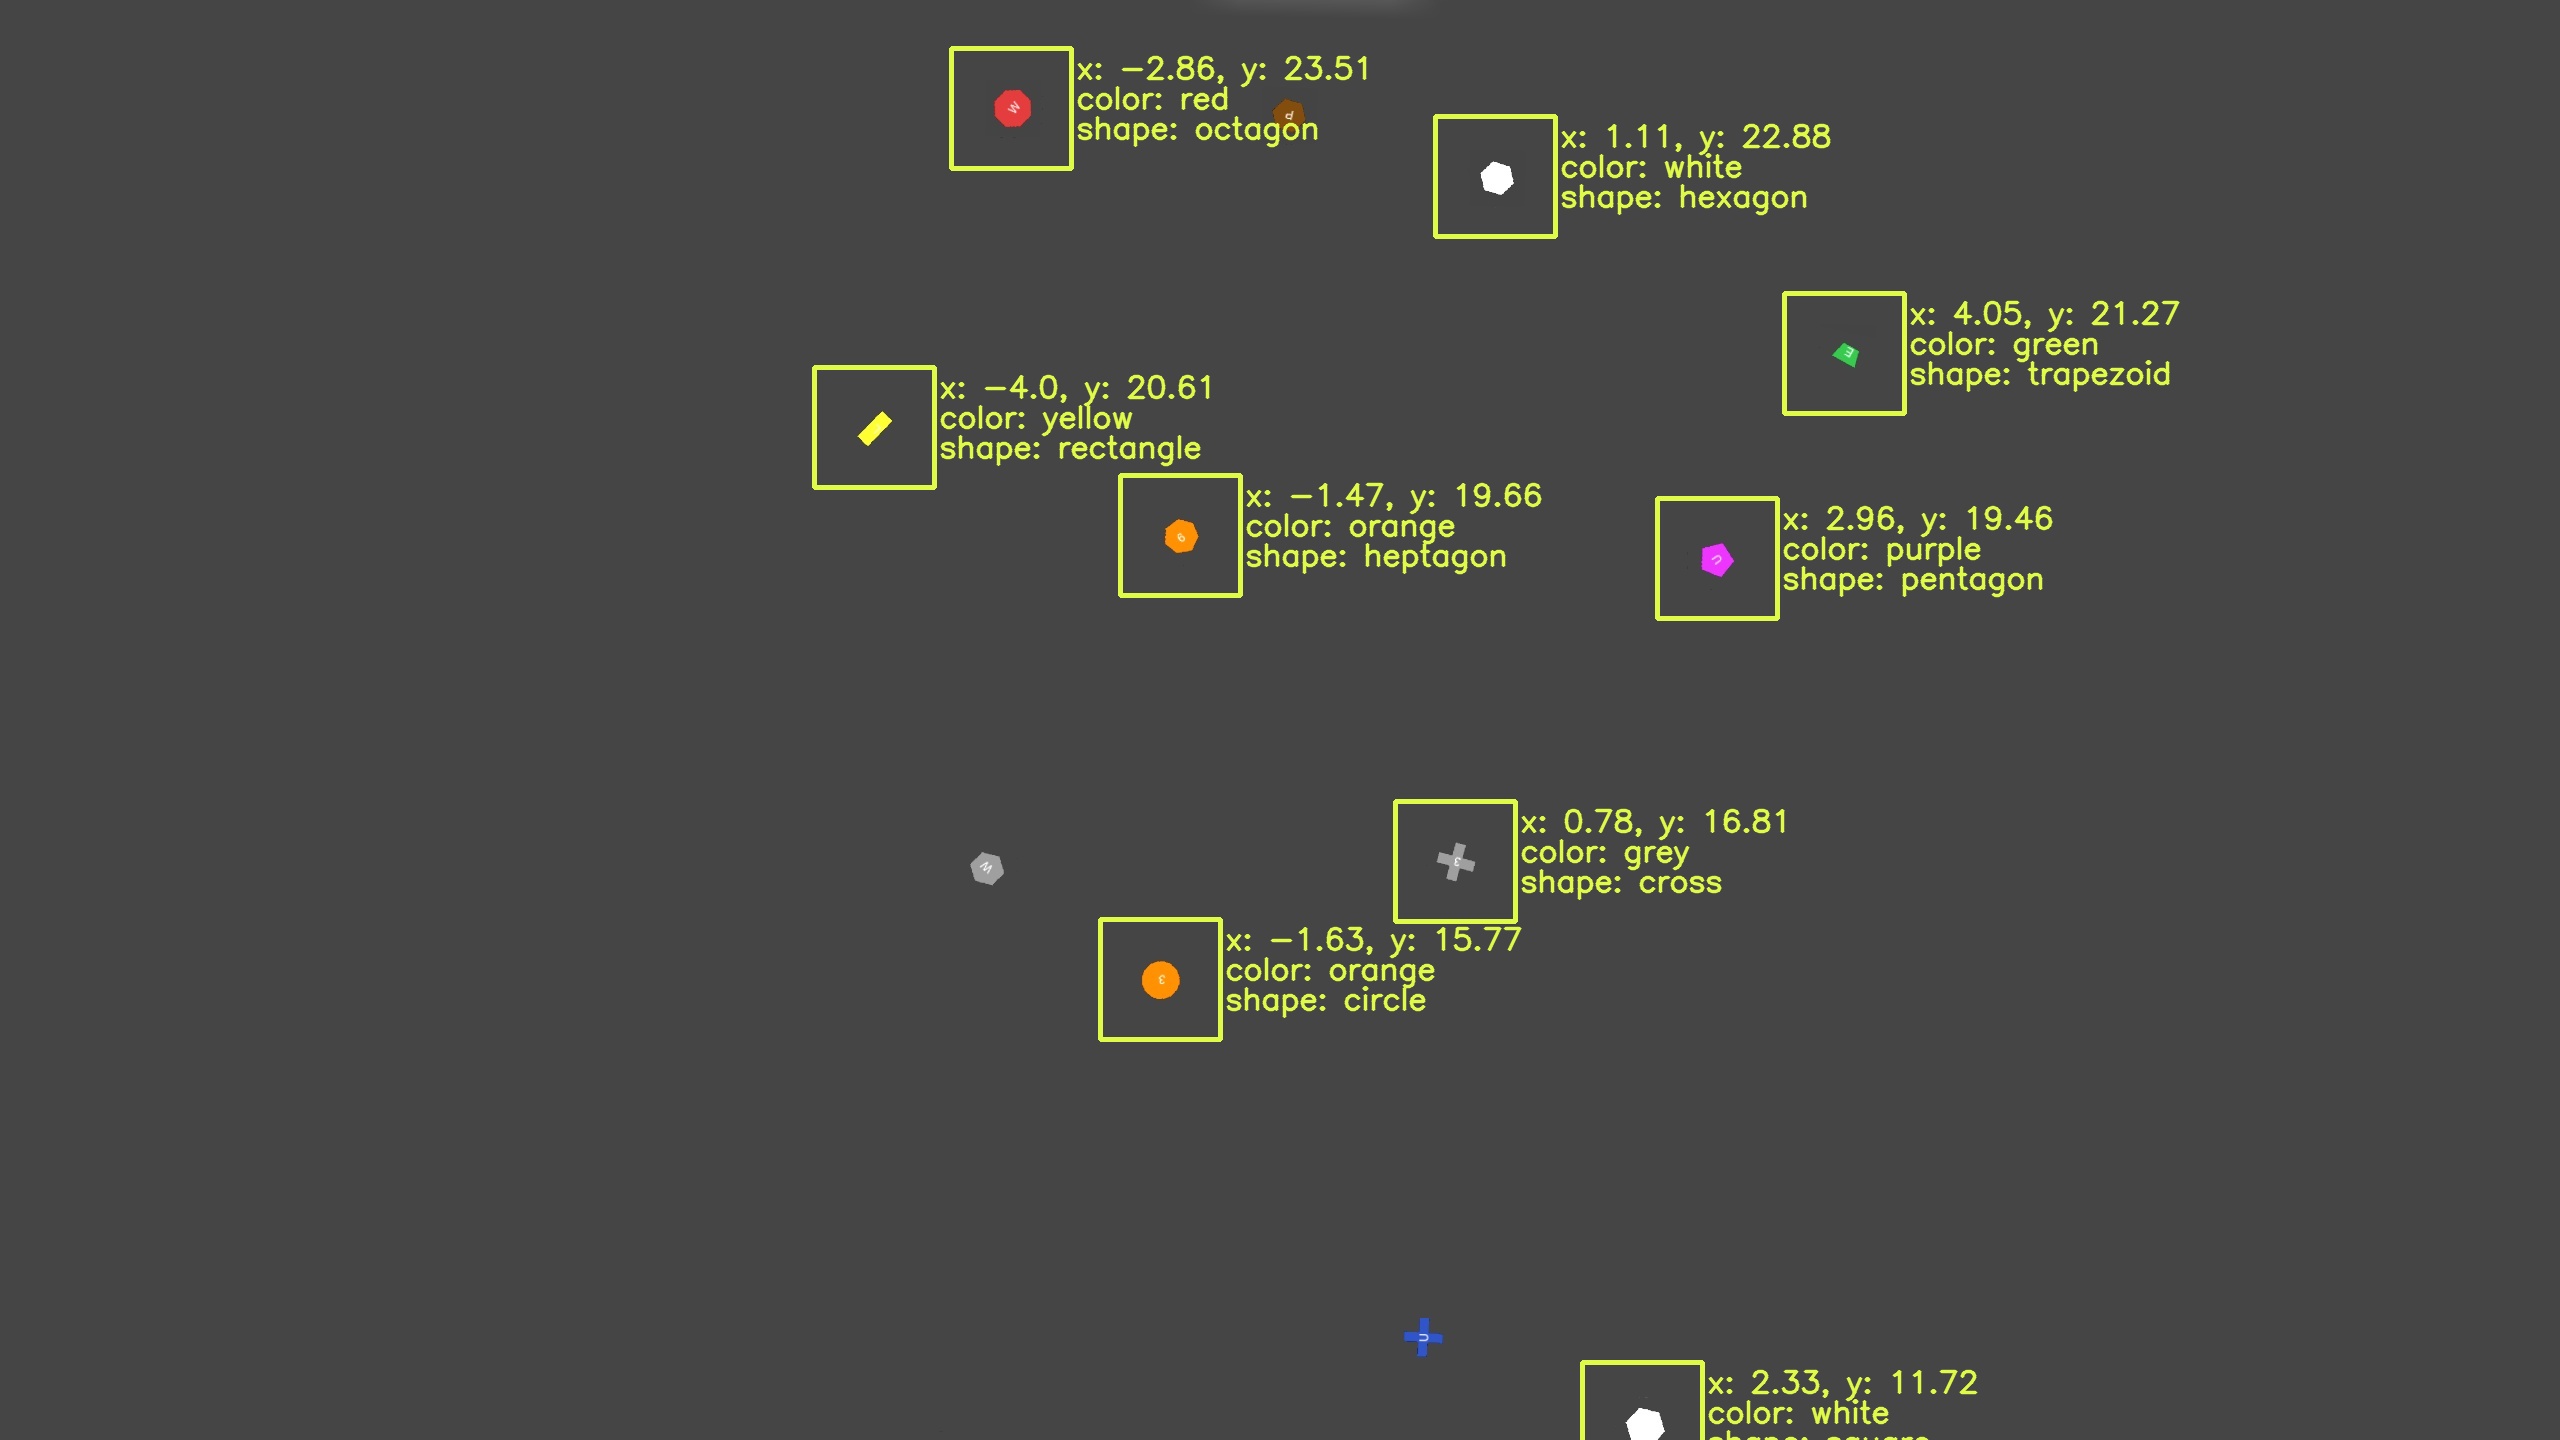 x: -2.86, y: 23.51
color: red
shape: octagon
W
P
x: 1.11, y: 22.88
color: white
shape: hexagon
x: 4.05, y: 21.27
color: green
shape: trapezoid
E
x: -4.0, y: 20.61
color: yellow
shape: rectangle
x: -1.47, y: 19.66
color: orange
shape: heptagon
x: 2.96, y: 19.46
color: purple
shape: pentagon
U
x: 0.78, y: 16.81
color: grey
shape: cross
3
W
x: -1.63, y: 15.77
color: orange
shape: circle
3
U
x: 2.33, y: 11.72
color: white